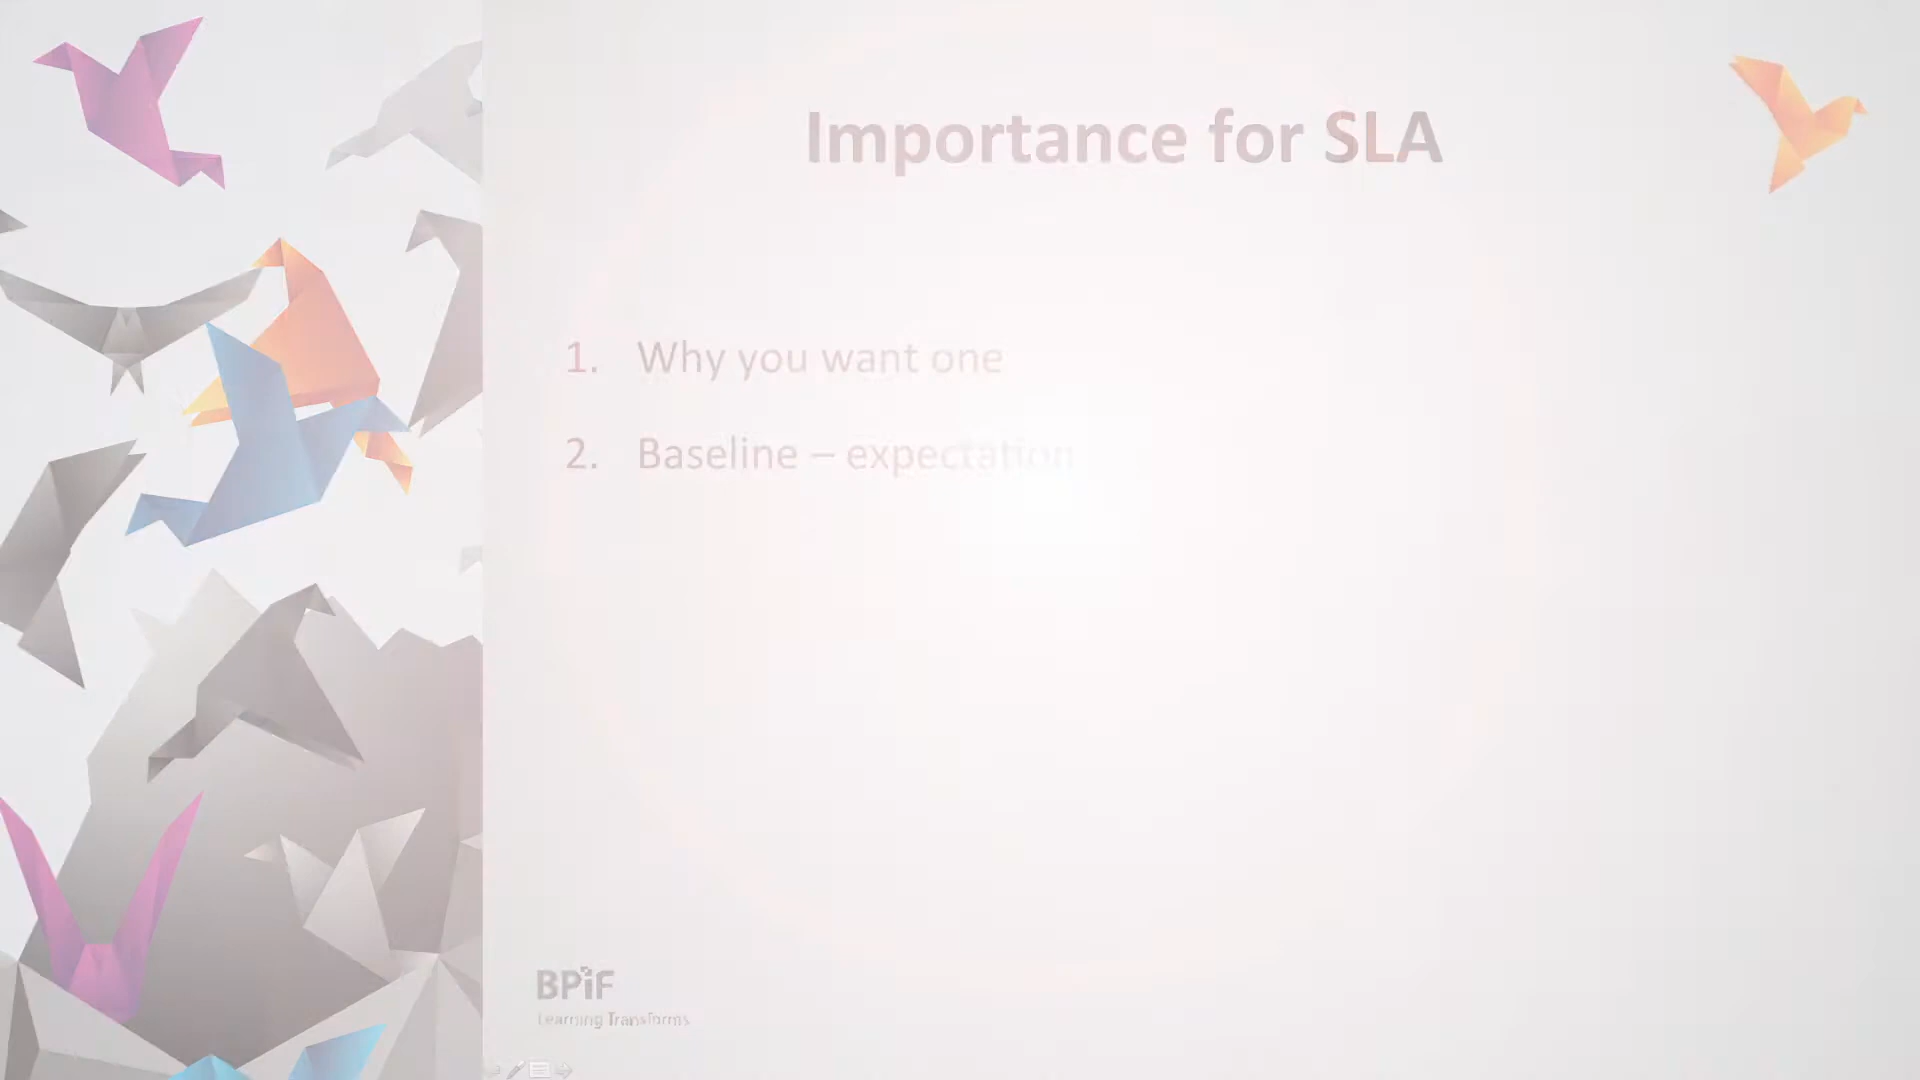 Importance for SLA
1. Why you want one
2. Baseline – expectation
BPiF
Learning Transforms